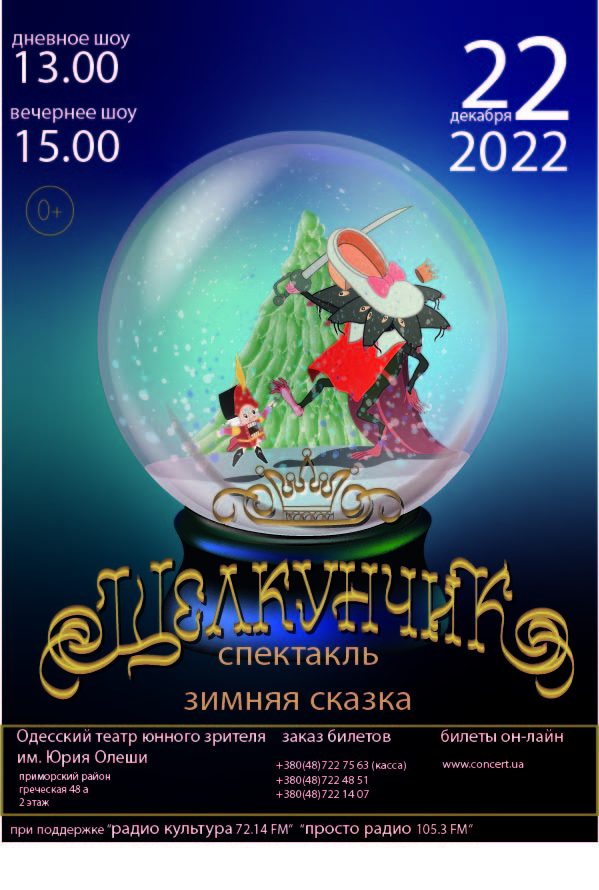 дневное шоу
13.00
вечернее шоу
15.00
0+
22
декабря
2022
Щелкунчик
спектакль
зимняя сказка
Одесский театр юнного зрителя
им. Юрия Олеши
приморский район
греческая 48 а
2 этаж
заказ билетов
+380(48)722 75 63 (касса)
+380(48)722 48 51
+380(48)722 14 07
билеты он-лайн
www.concert.ua
при поддержке "радио культура 72.14 FM" "просто радио 105.3 FM"